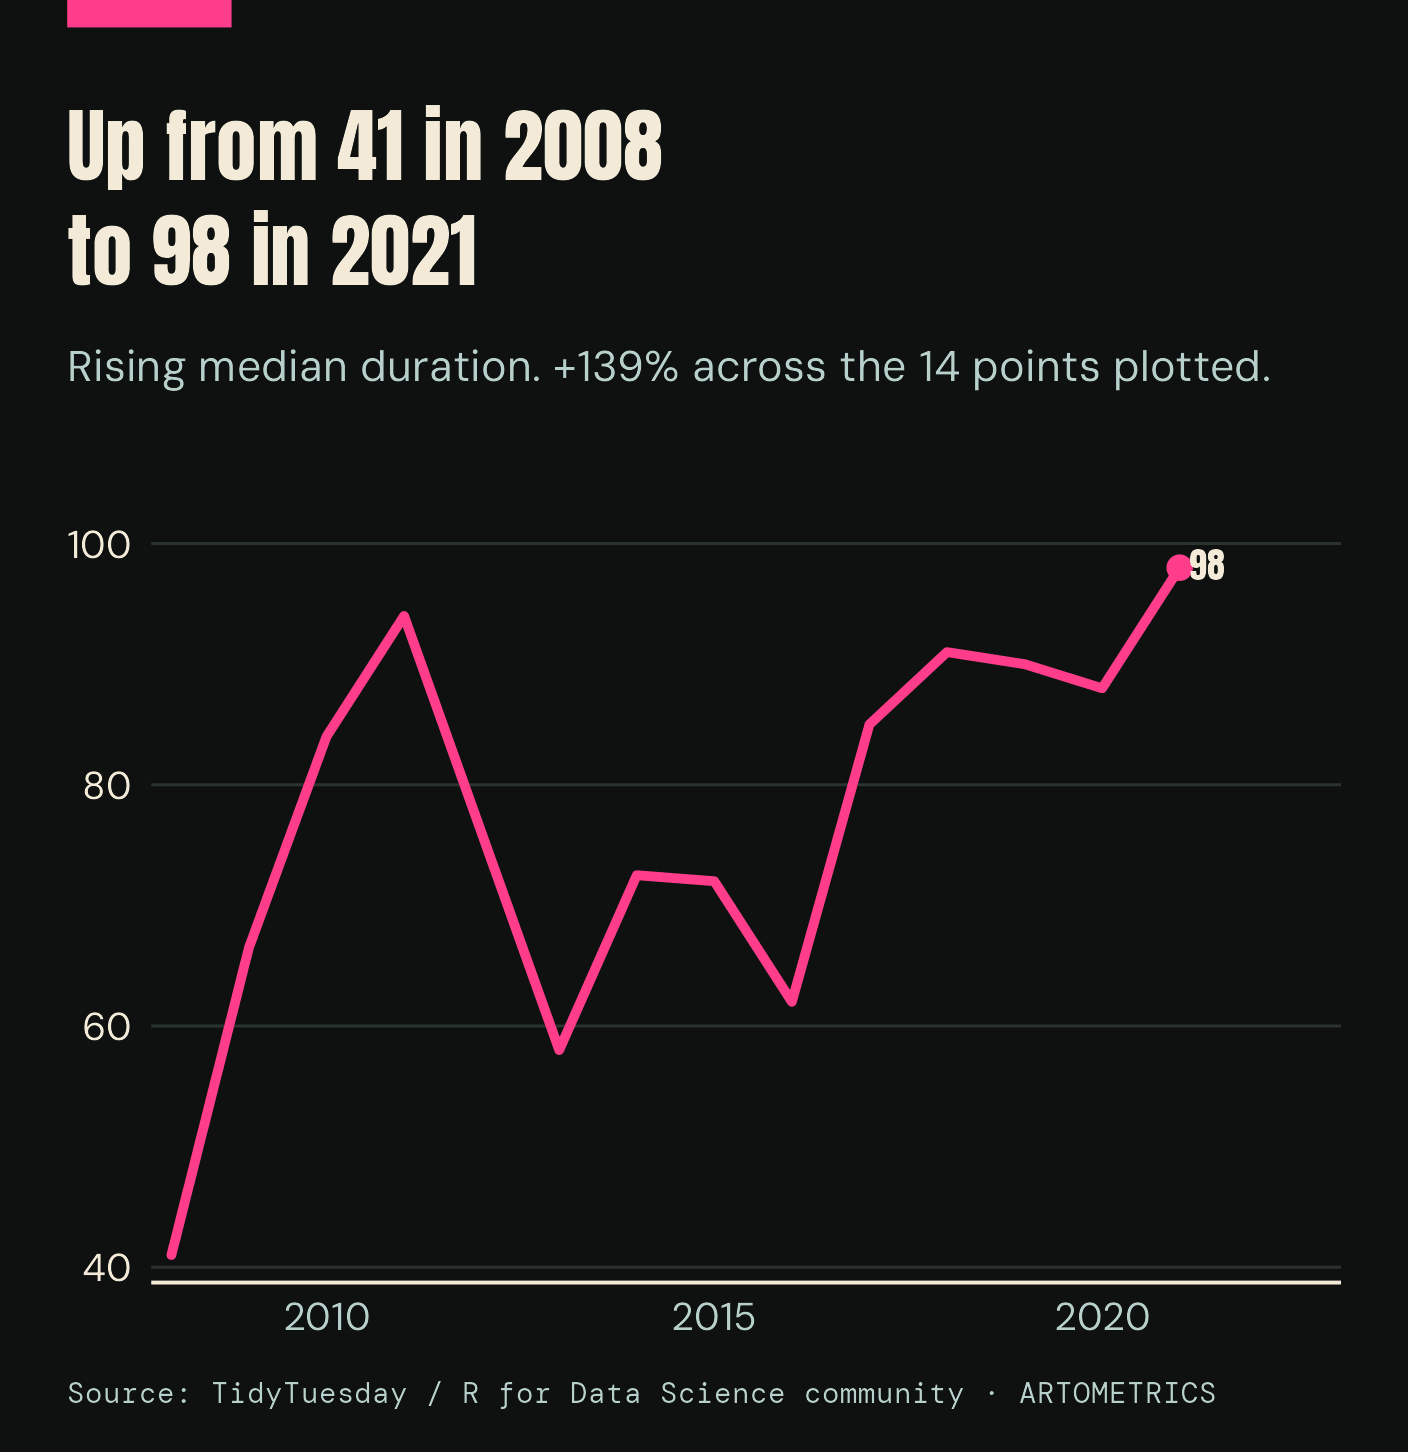 Up from 41 in 2008
to 98 in 2021
Rising median duration. +139% across the 14 points plotted.
100
98
80
60
40
2010 2015 2020
Source: TidyTuesday / R for Data Science community · ARTOMETRICS